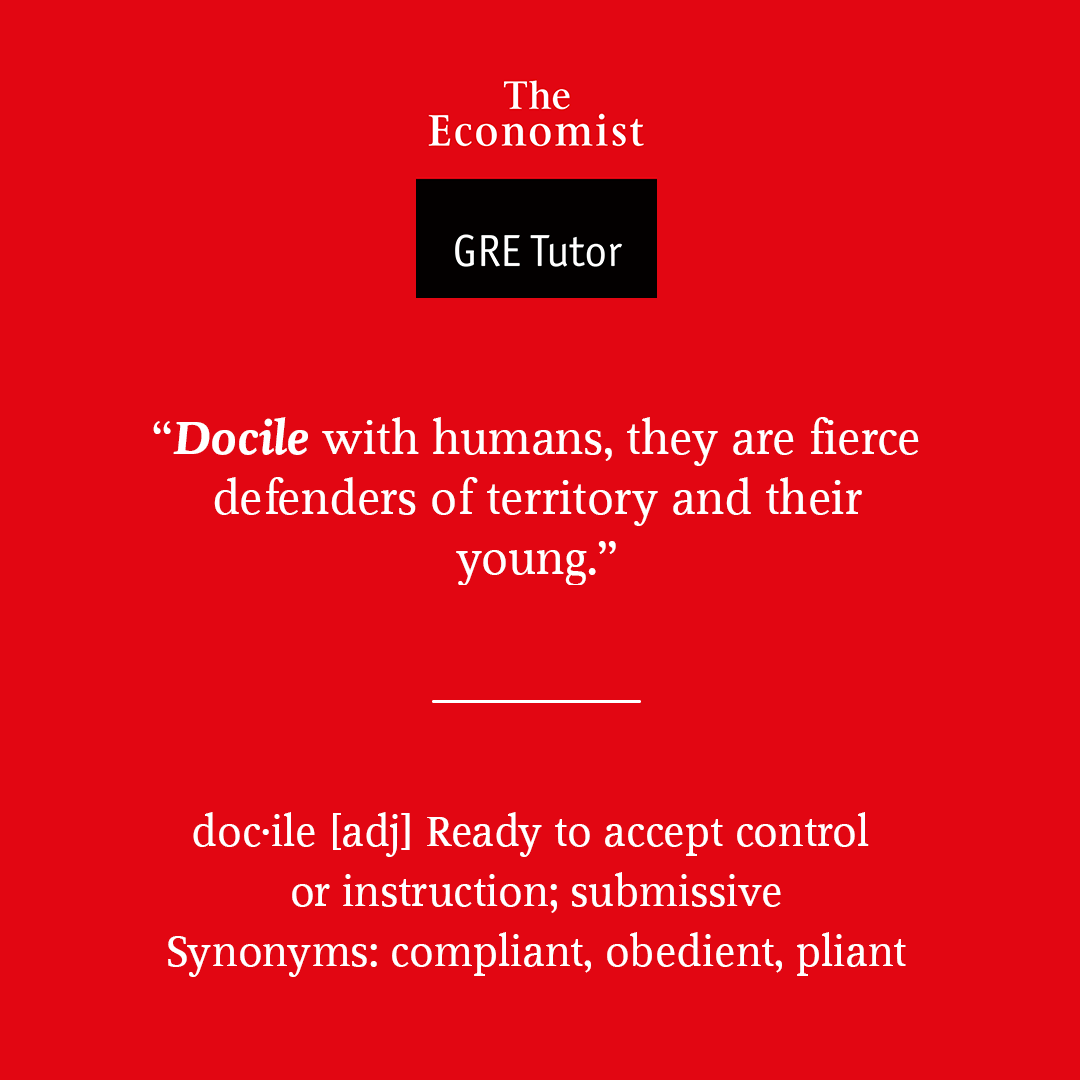 The
Economist
GRE Tutor
“Docile with humans, they are fierce
defenders of territory and their
young.”
doc·ile [adj] Ready to accept control
or instruction; submissive
Synonyms: compliant, obedient, pliant